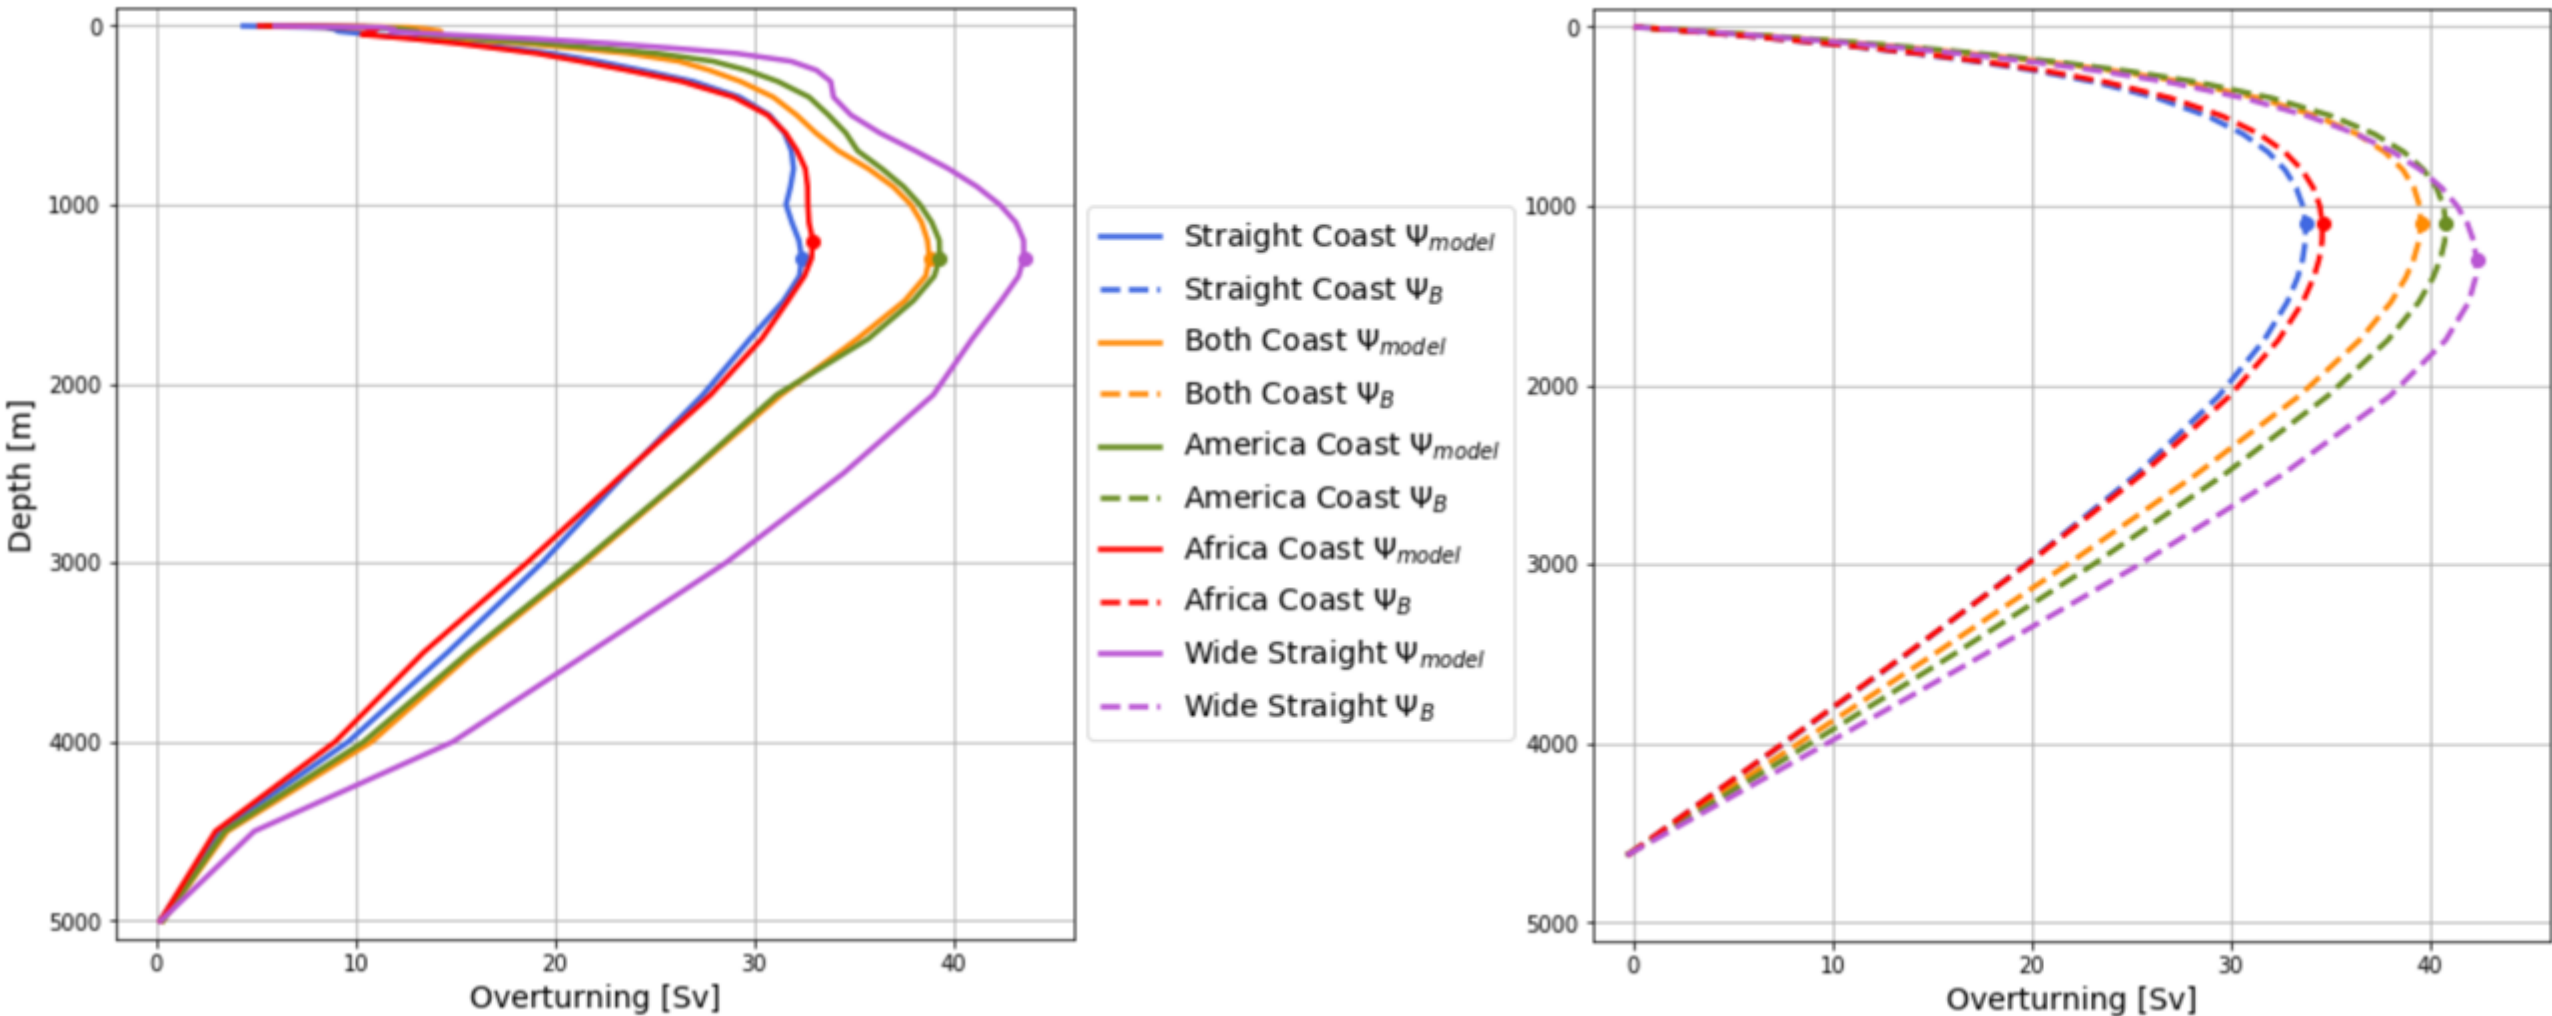 0
1000
2000
3000
4000
5000
Depth [m]
0
10
20
30
40
Overturning [Sv]
Straight Coast Ψmodel
Straight Coast ΨB
Both Coast Ψmodel
Both Coast ΨB
America Coast Ψmodel
America Coast ΨB
Africa Coast Ψmodel
Africa Coast ΨB
Wide Straight Ψmodel
Wide Straight ΨB
0
1000
2000
3000
4000
5000
0
10
20
30
40
Overturning [Sv]